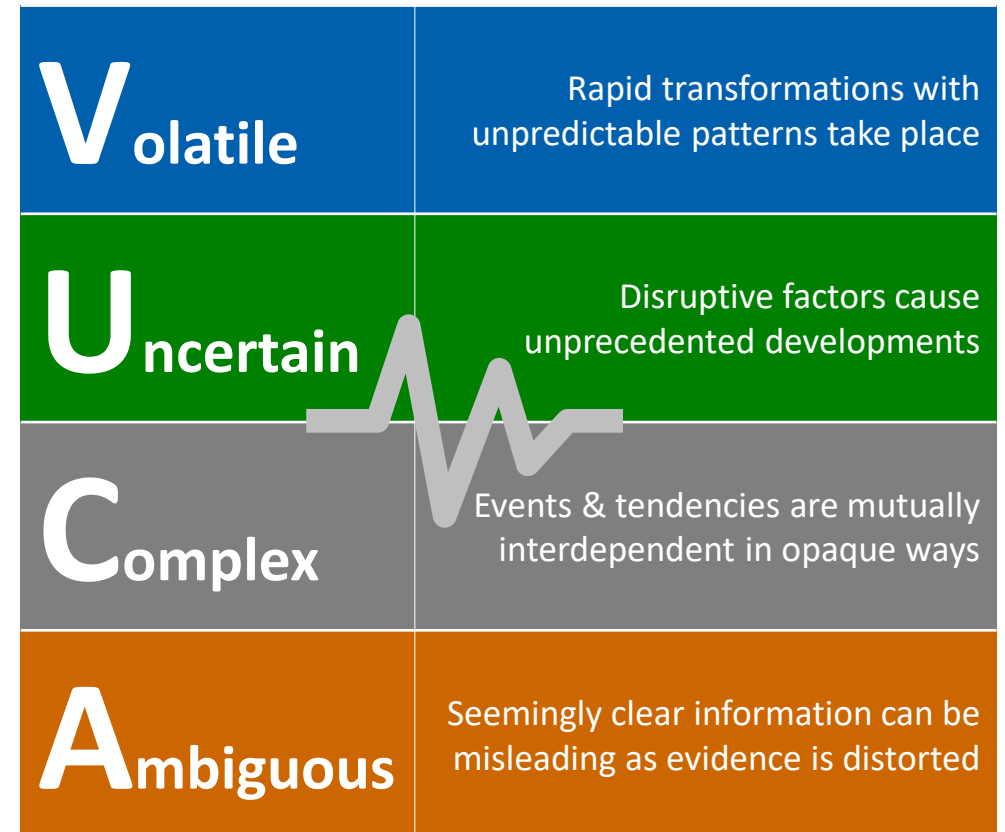 Volatile
Rapid transformations with
unpredictable patterns take place
Uncertain
Disruptive factors cause
unprecedented developments
Complex
Events & tendencies are mutually
interdependent in opaque ways
Ambiguous
Seemingly clear information can be
misleading as evidence is distorted